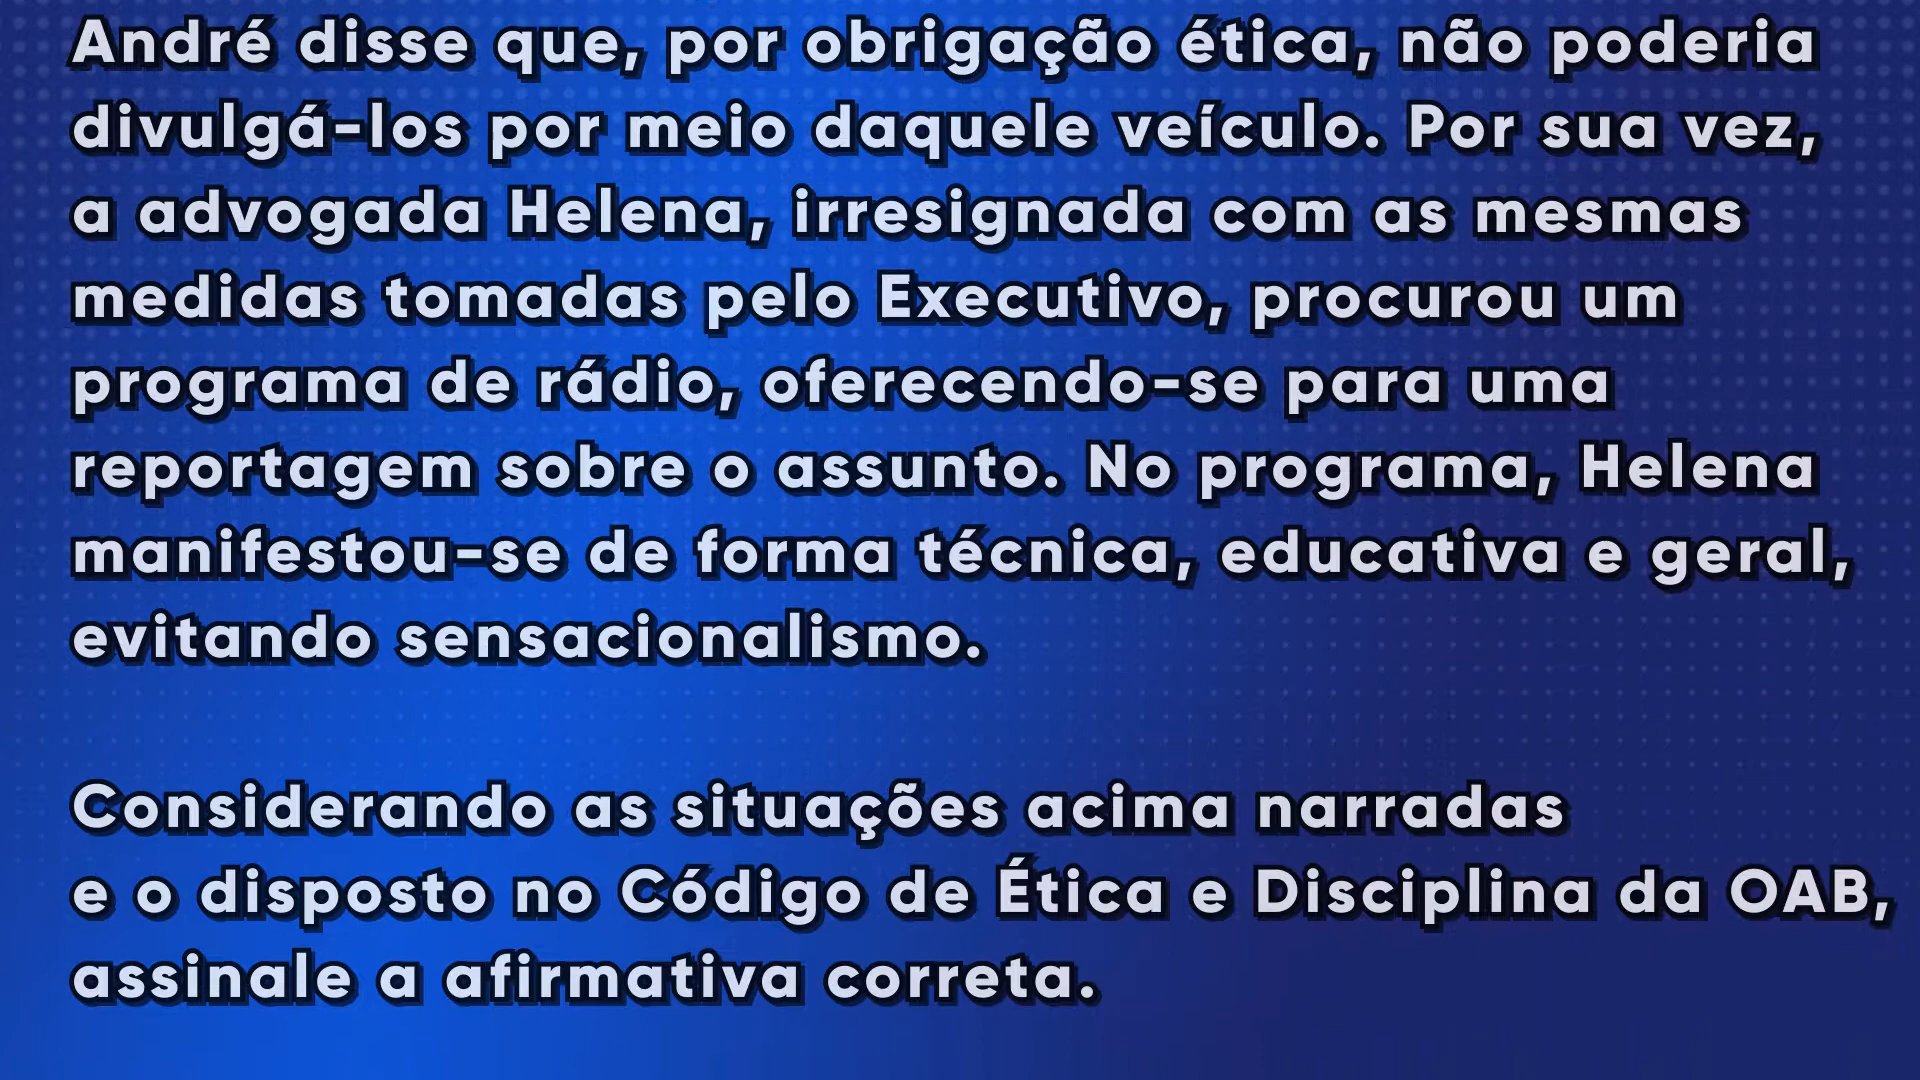 André disse que, por obrigação ética, não poderia
divulgá-los por meio daquele veículo. Por sua vez,
a advogada Helena, irresignada com as mesmas
medidas tomadas pelo Executivo, procurou um
programa de rádio, oferecendo-se para uma
reportagem sobre o assunto. No programa, Helena
manifestou-se de forma técnica, educativa e geral,
evitando sensacionalismo.
Considerando as situações acima narradas
e o disposto no Código de Ética e Disciplina da OAB,
assinale a afirmativa correta.